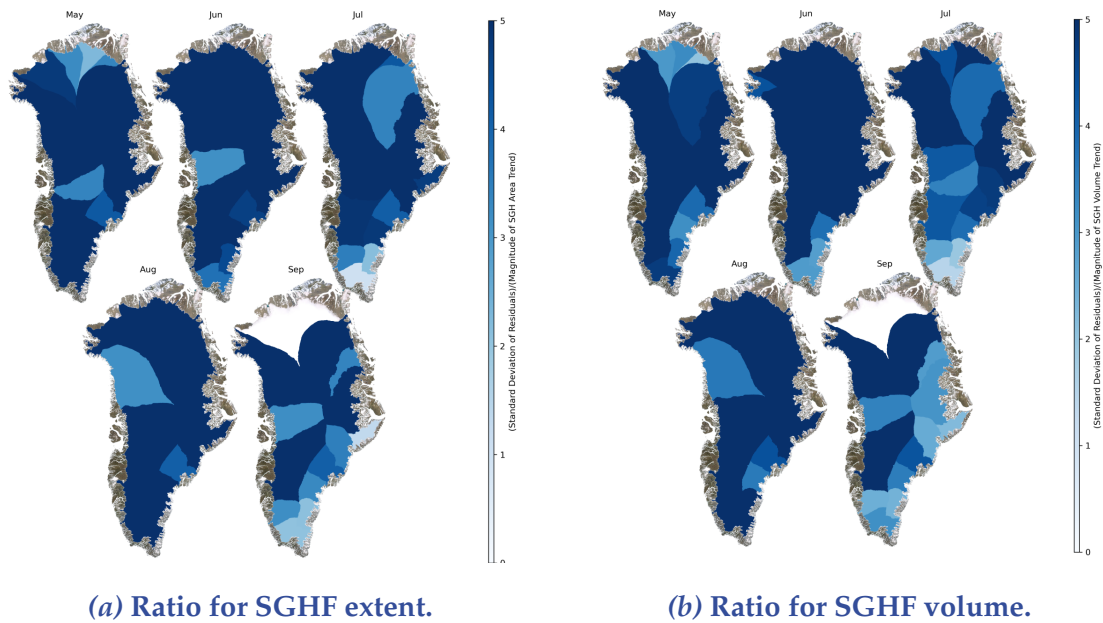 May
Jun
Jul
Aug
Sep
5
4
3
2
1
0
(Standard Deviation of Residuals)/(Magnitude of SGH Area Trend)
May
Jun
Jul
Aug
Sep
5
4
3
2
1
0
(Standard Deviation of Residuals)/(Magnitude of SGH Volume Trend)
(a) Ratio for SGHF extent.
(b) Ratio for SGHF volume.